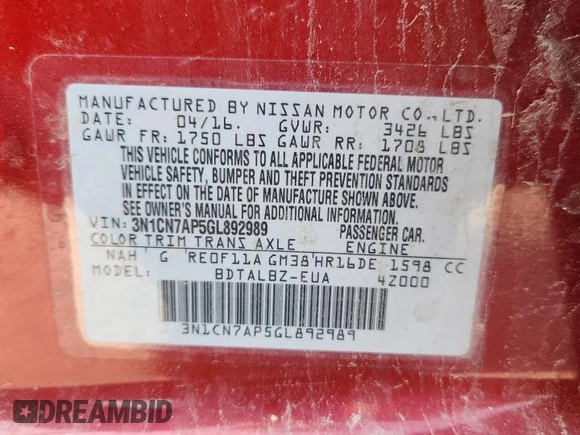 MANUFACTURED BY NISSAN MOTOR CO., LTD.
DATE: 04/16. GVWR: 3426 LBS
GAWR FR: 1750 LBS GAWR RR: 1708 LBS
THIS VEHICLE CONFORMS TO ALL APPLICABLE FEDERAL MOTOR
VEHICLE SAFETY, BUMPER AND THEFT PREVENTION STANDARDS
IN EFFECT ON THE DATE OF MANUFACTURE SHOWN ABOVE.
SEE OWNER'S MANUAL FOR ADDITIONAL INFORMATION.
VIN: 3N1CN7AP5GL892989 PASSENGER CAR.
COLOR TRIM TRANS AXLE ENGINE
NAH G RE0F11A GM38 HR16DE 1598 CC
BDTALBZ-EUA 4Z000
3N1CN7AP5GL892989
DREAMBID